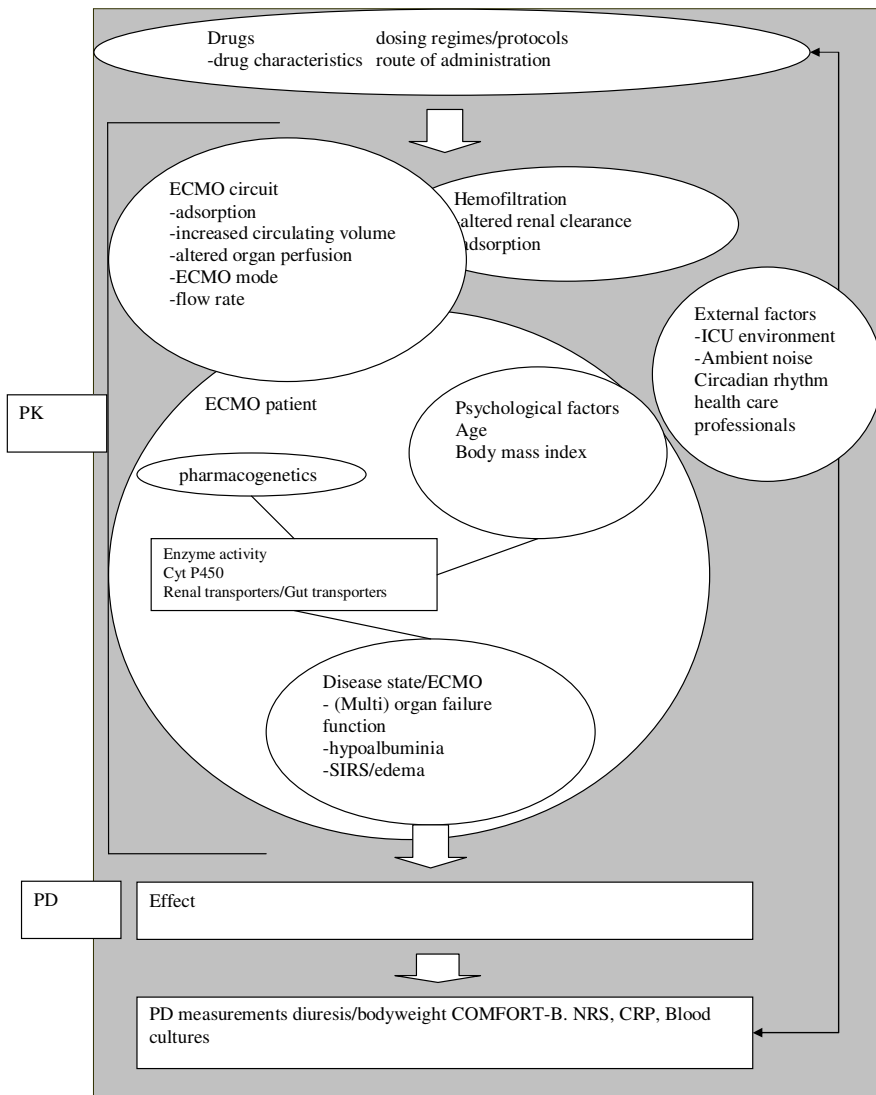 Drugs dosing regimes/protocols
-drug characteristics route of administration
ECMO circuit
-adsorption
-increased circulating volume
-altered organ perfusion
-ECMO mode
-flow rate
Hemofiltration
-altered renal clearance
adsorption
External factors
-ICU environment
-Ambient noise
Circadian rhythm
health care
professionals
PK
ECMO patient
Psychological factors
Age
Body mass index
pharmacogenetics
Enzyme activity
Cyt P450
Renal transporters/Gut transporters
Disease state/ECMO
- (Multi) organ failure
function
-hypoalbuminia
-SIRS/edema
PD
Effect
PD measurements diuresis/bodyweight COMFORT-B. NRS, CRP, Blood
cultures